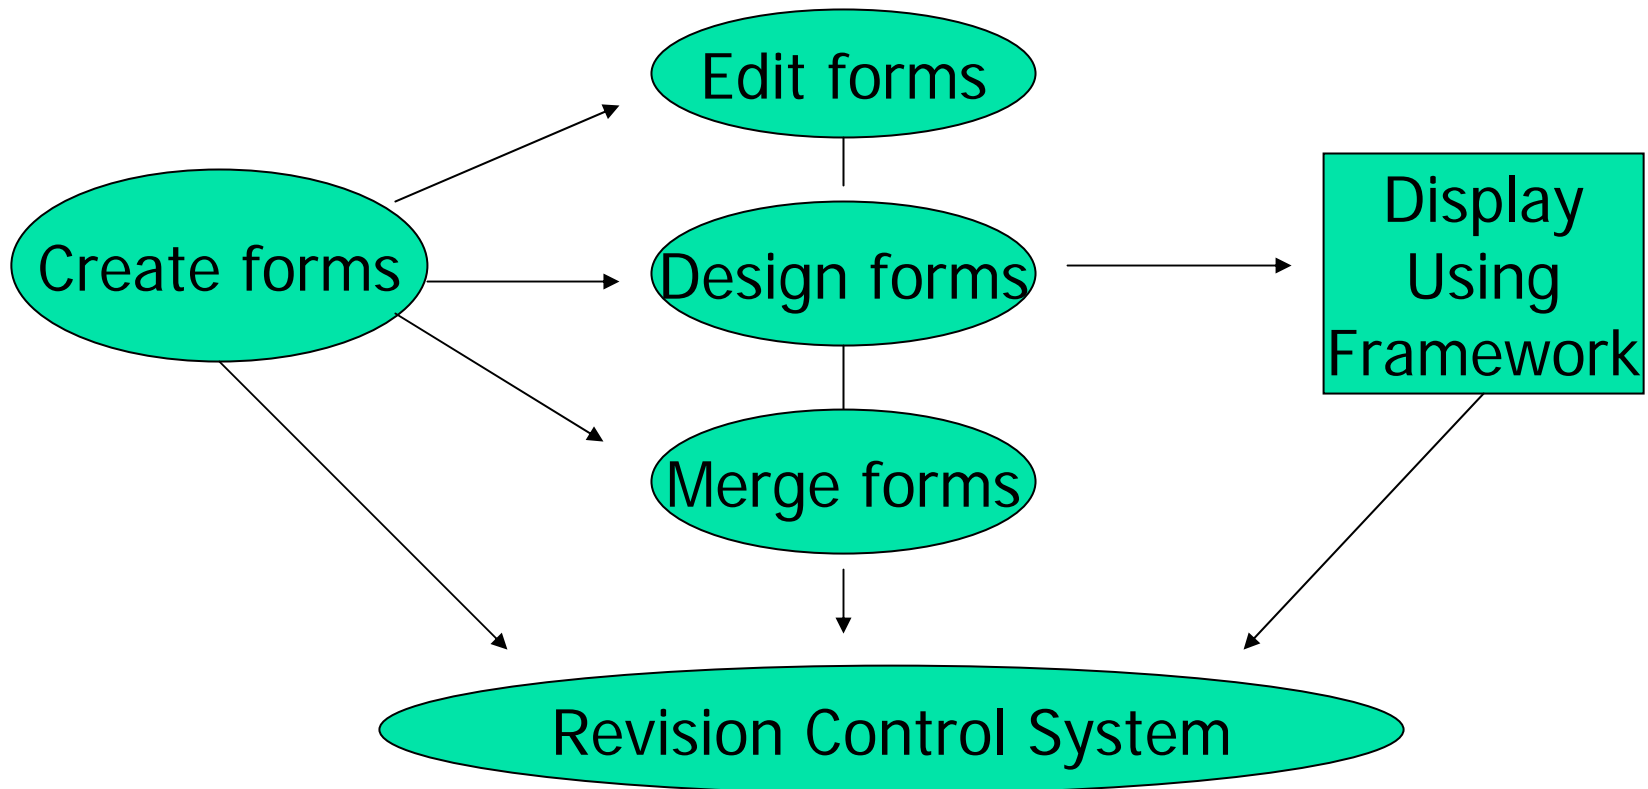 Edit forms
Create forms
Design forms
Merge forms
Display
Using
Framework
Revision Control System